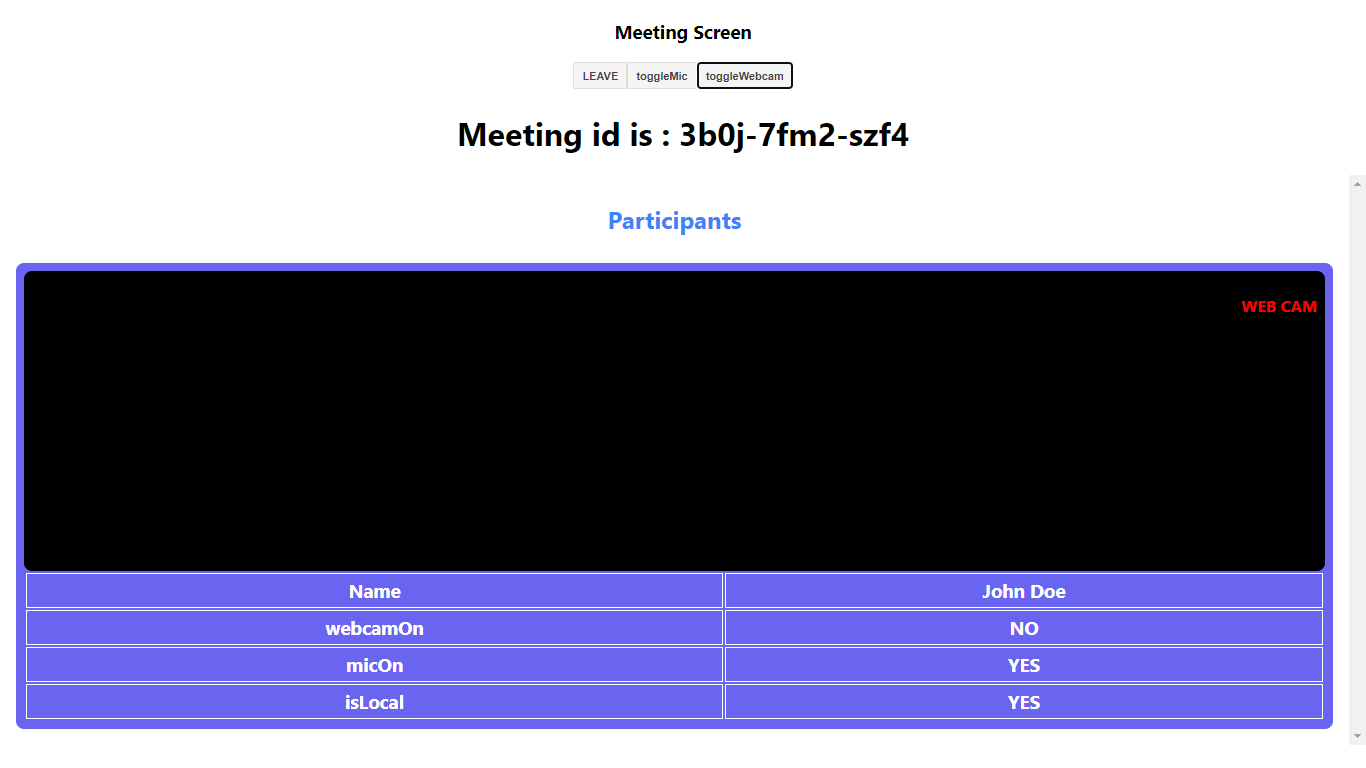 Meeting Screen
LEAVE toggleMic toggleWebcam
Meeting id is : 3b0j-7fm2-szf4
Participants
WEB CAM
Name John Doe
webcamOn NO
micOn YES
isLocal YES